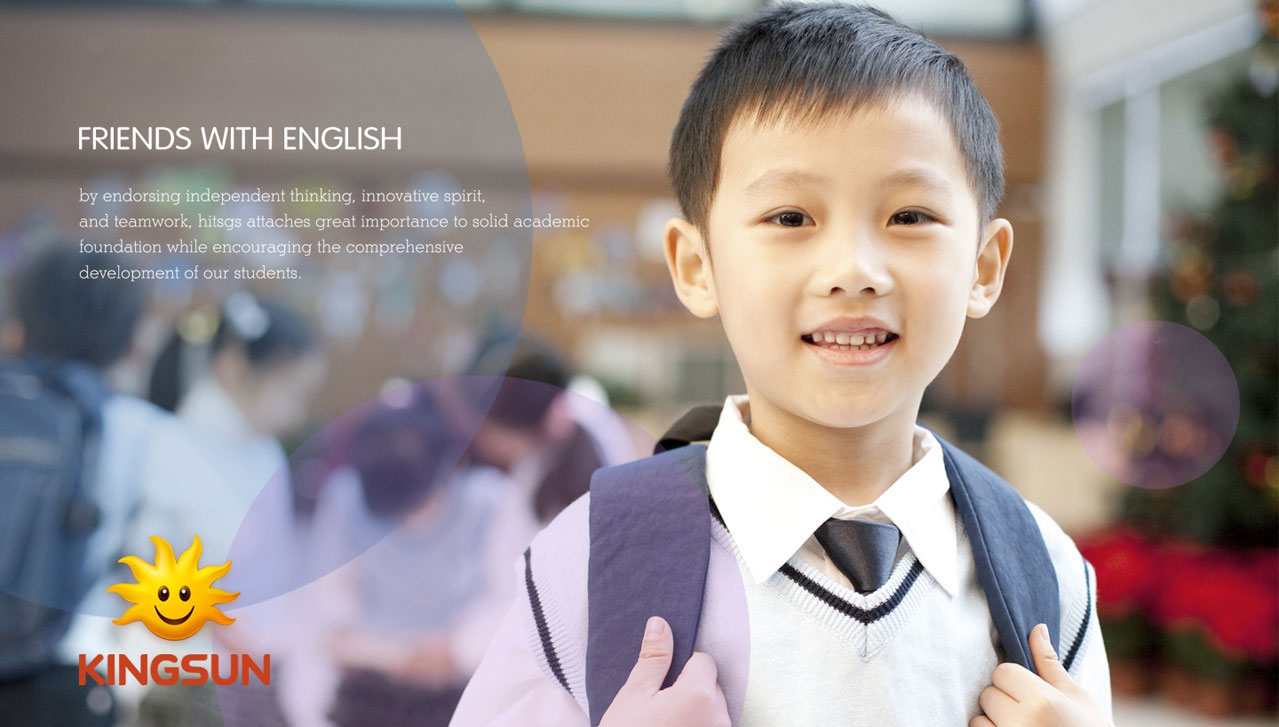 FRIENDS WITH ENGLISH
by endorsing independent thinking, innovative spirit,
and teamwork, hitsgs attaches great importance to solid academic
foundation while encouraging the comprehensive
development of our students.
KINGSUN